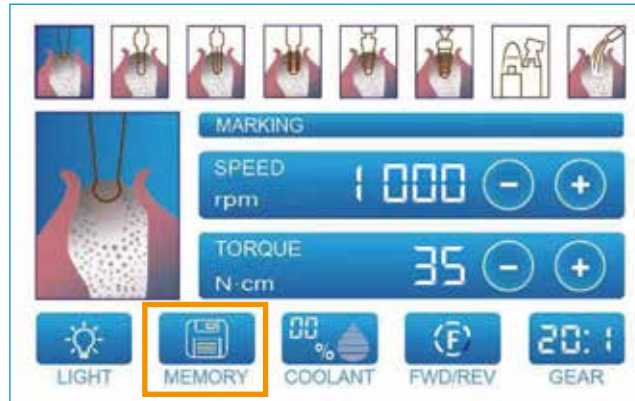 MARKING
SPEED
rpm
1000
- +
TORQUE
N·cm
35
- +
00
%
F
20:1
LIGHT MEMORY COOLANT FWD/REV GEAR